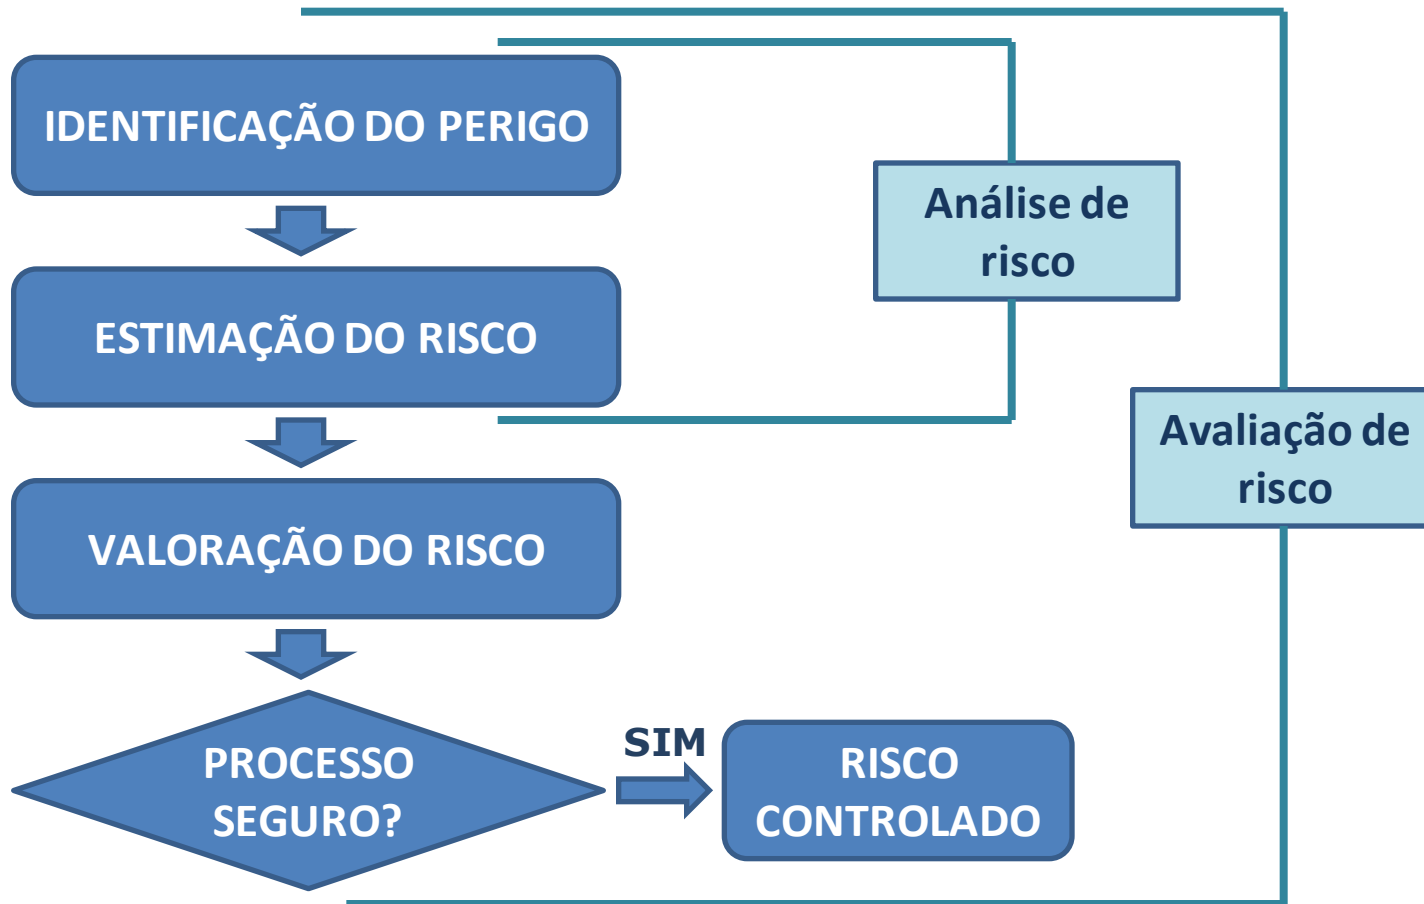 IDENTIFICAÇÃO DO PERIGO
Análise de
risco
ESTIMAÇÃO DO RISCO
Avaliação de
risco
VALORAÇÃO DO RISCO
PROCESSO
SEGURO?
SIM
RISCO
CONTROLADO